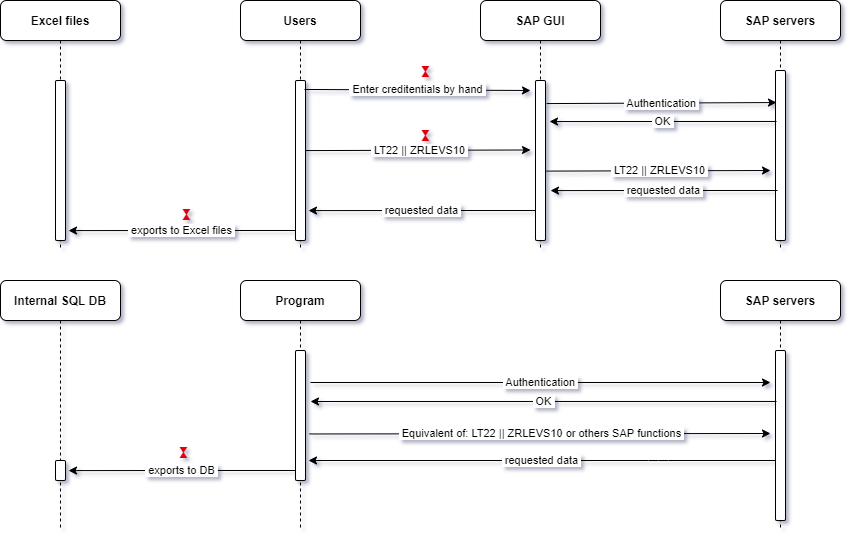 Excel files
Users
SAP GUI
SAP servers
Enter creditentials by hand
Authentication
OK
LT22 || ZRLEVS10
LT22 || ZRLEVS10
requested data
requested data
exports to Excel files
Internal SQL DB
Program
SAP servers
Authentication
OK
Equivalent of: LT22 || ZRLEVS10 or others SAP functions
requested data
exports to DB